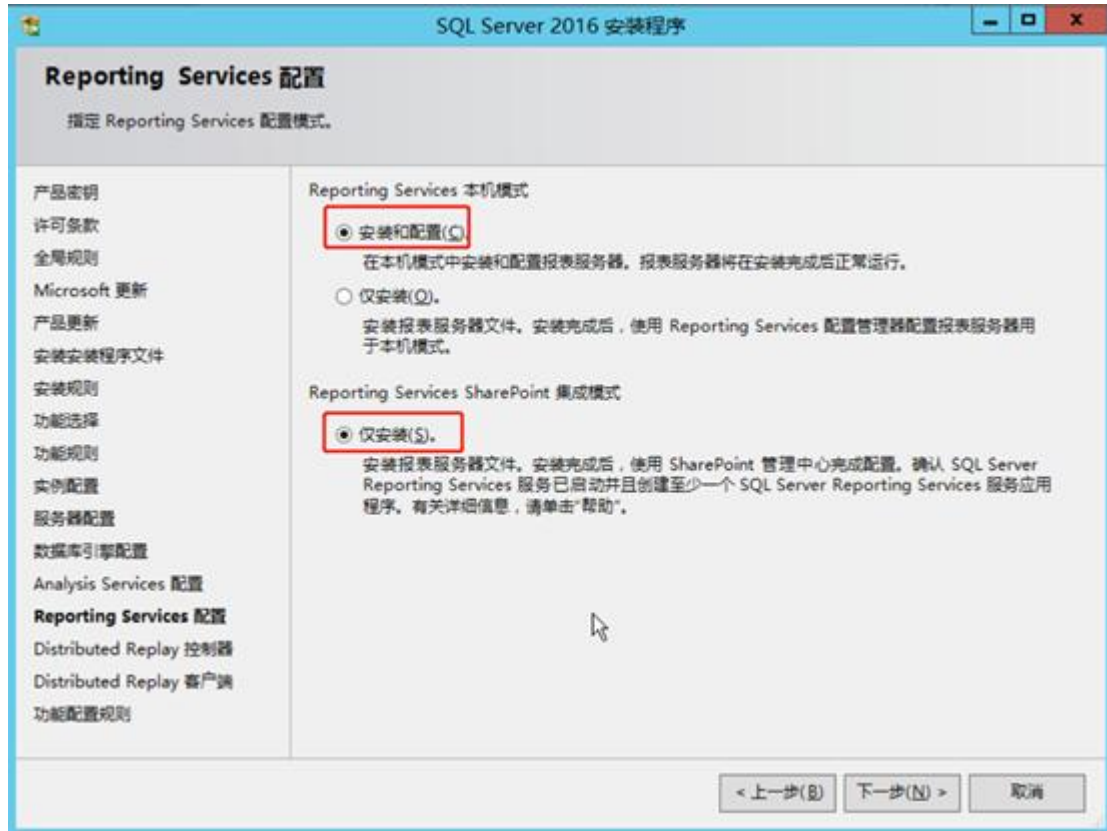 SQL Server 2016 安装程序
Reporting Services 配置
指定 Reporting Services 配置模式。
产品密钥
许可条款
全局规则
Microsoft 更新
产品更新
安装安装程序文件
安装规则
功能选择
功能规则
实例配置
服务器配置
数据库引擎配置
Analysis Services 配置
Reporting Services 配置
Distributed Replay 控制器
Distributed Replay 客户端
功能配置规则
Reporting Services 本机模式
安装和配置(C).
在本机模式中安装和配置报表服务器。报表服务器将在安装完成后正常运行。
仅安装(O)。
安装报表服务器文件。安装完成后，使用 Reporting Services 配置管理器配置报表服务器用
于本机模式。
Reporting Services SharePoint 集成模式
仅安装(S)。
安装报表服务器文件。安装完成后，使用 SharePoint 管理中心完成配置。确认 SQL Server
Reporting Services 服务已启动并且创建至少一个 SQL Server Reporting Services 服务应用
程序。有关详细信息，请单击“帮助”。
< 上一步(B)
下一步(N) >
取消